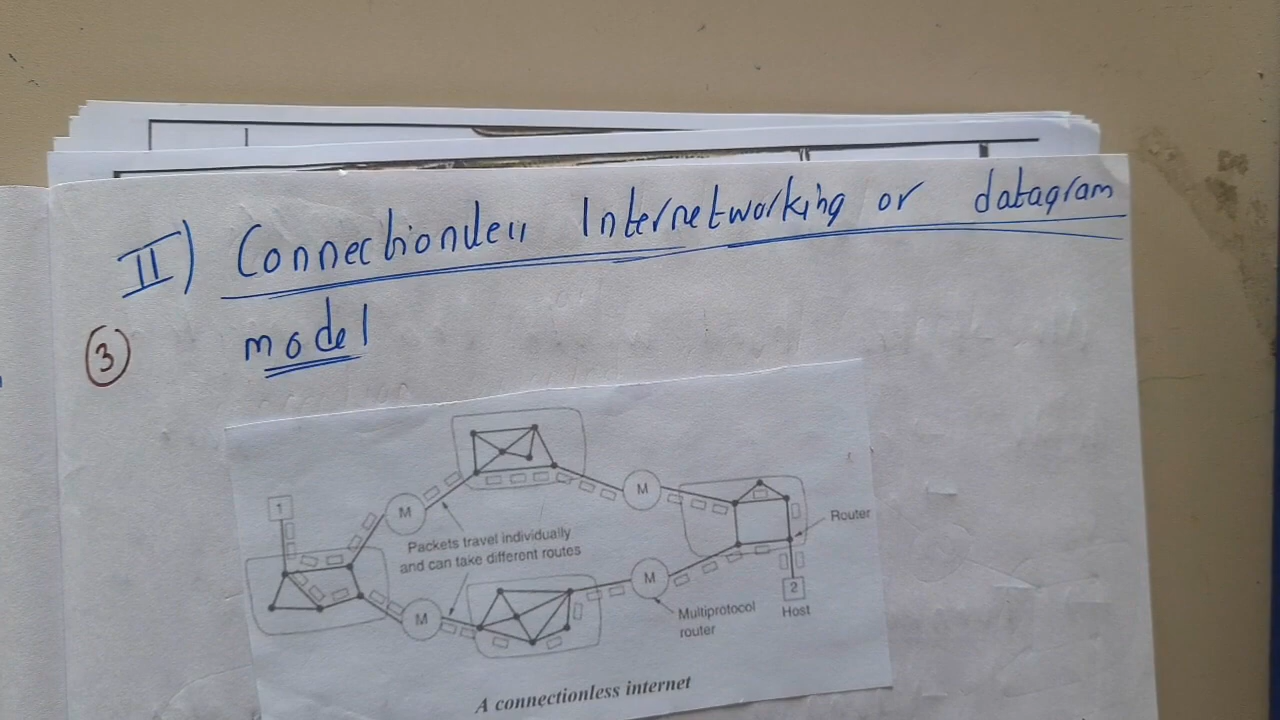 II) Connectionless Internetworking or datagram
3
model
M
M
1
Router
Packets travel individually
and can take different routes
M
2
M
Multiprotocol
router
Host
A connectionless internet